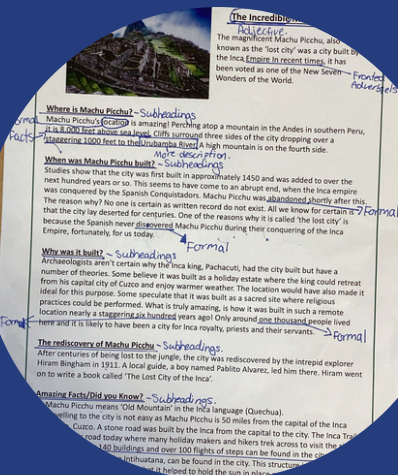 The Incredible
Adjective.
The magnificent Machu Picchu, also
known as the 'lost city' was a city built by
the Inca Empire In recent times, it has
been voted as one of the New Seven
Wonders of the World.
Fronted
Adverbials
Where is Machu Picchu? ~ Subheadings
Machu Picchu's location is amazing! Perching atop a mountain in the Andes in southern Peru,
it is 8,000 feet above sea level. Cliffs surround three sides of the city dropping over a
staggering 1000 feet to the Urubamba River. A high mountain is on the fourth side.
Facts
More description.
When was Machu Picchu built? ~ Subheadings
Studies show that the city was first built in approximately 1450 and was added to over the
next hundred years or so. This seems to have come to an abrupt end, when the Inca empire
was conquered by the Spanish Conquistadors. Machu Picchu was abandoned shortly after this.
The reason why? No one is certain as written record do not exist. All we know for certain is
Formal
that the city lay deserted for centuries. One of the reasons why it is called 'the lost city' is
because the Spanish never discovered Machu Picchu during their conquering of the Inca
Empire, fortunately, for us today.
Formal
Why was it built? ~ Subheadings
Archaeologists aren't certain why the Inca king, Pachacuti, had the city built but have a
number of theories. Some believe it was built as a holiday estate where the king could retreat
from his capital city of Cuzco and enjoy warmer weather. The location would have also made it
ideal for this purpose. Some speculate that it was built as a sacred site where religious
practices could be performed. What is truly amazing, is how it was built in such a remote
location nearly a staggering six hundred years ago! Only around one thousand people lived
here and it is likely to have been a city for Inca royalty, priests and their servants.
Formal
The rediscovery of Machu Picchu ~ Subheadings.
After centuries of being lost to the jungle, the city was rediscovered by the intrepid explorer
Hiram Bingham in 1911. A local guide, a boy named Pablito Alvarez, led him there. Hiram went
on to write a book called 'The Lost City of the Inca'.
Amazing Facts/Did you Know? ~ Subheadings.
Machu Picchu means 'Old Mountain' in the Inca language (Quechua).
travelling to the city is not easy as Machu Picchu is 50 miles from the capital of the Inca
Cuzco. A stone road was built by the Inca from the capital to the city. The Inca Trail
road today where many holiday makers and hikers trek across to visit the
140 buildings and over 100 flights of steps can be found in the city
Intihuatana, can be found in the city. This structure
it helped to hold the sun in place